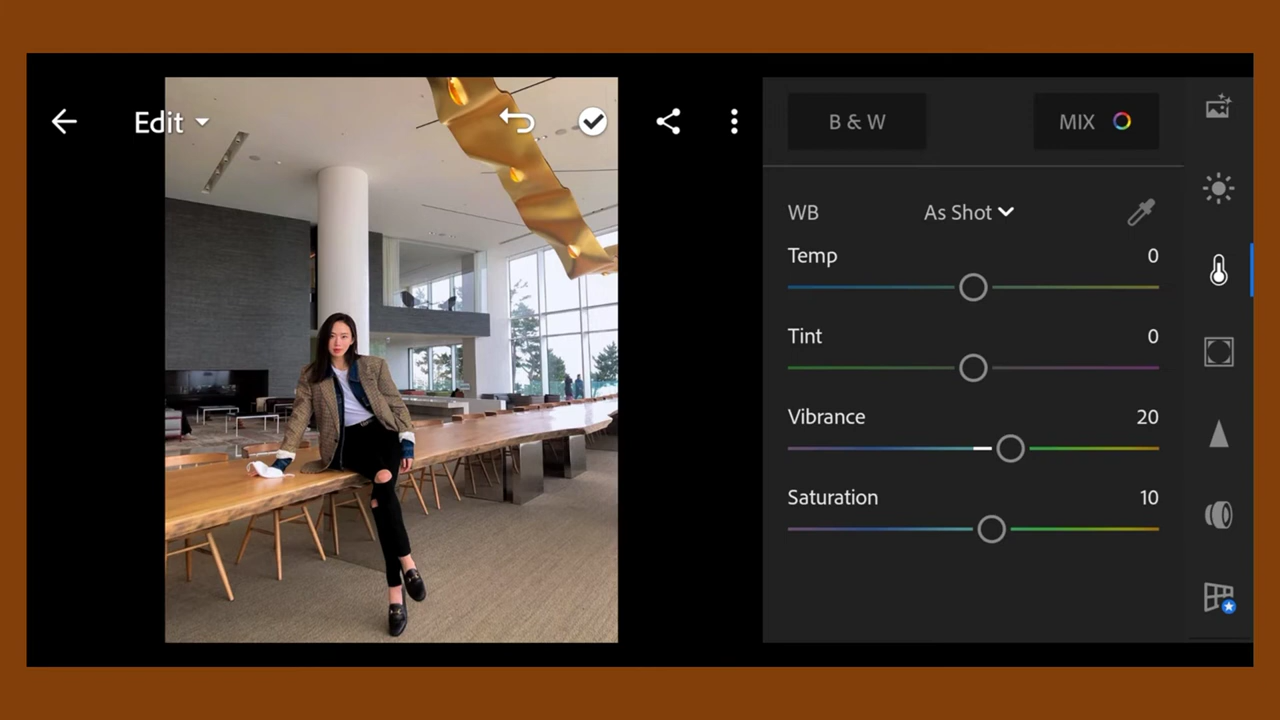 Edit
B & W
MIX
WB
As Shot
Temp
0
Tint
0
Vibrance
20
Saturation
10